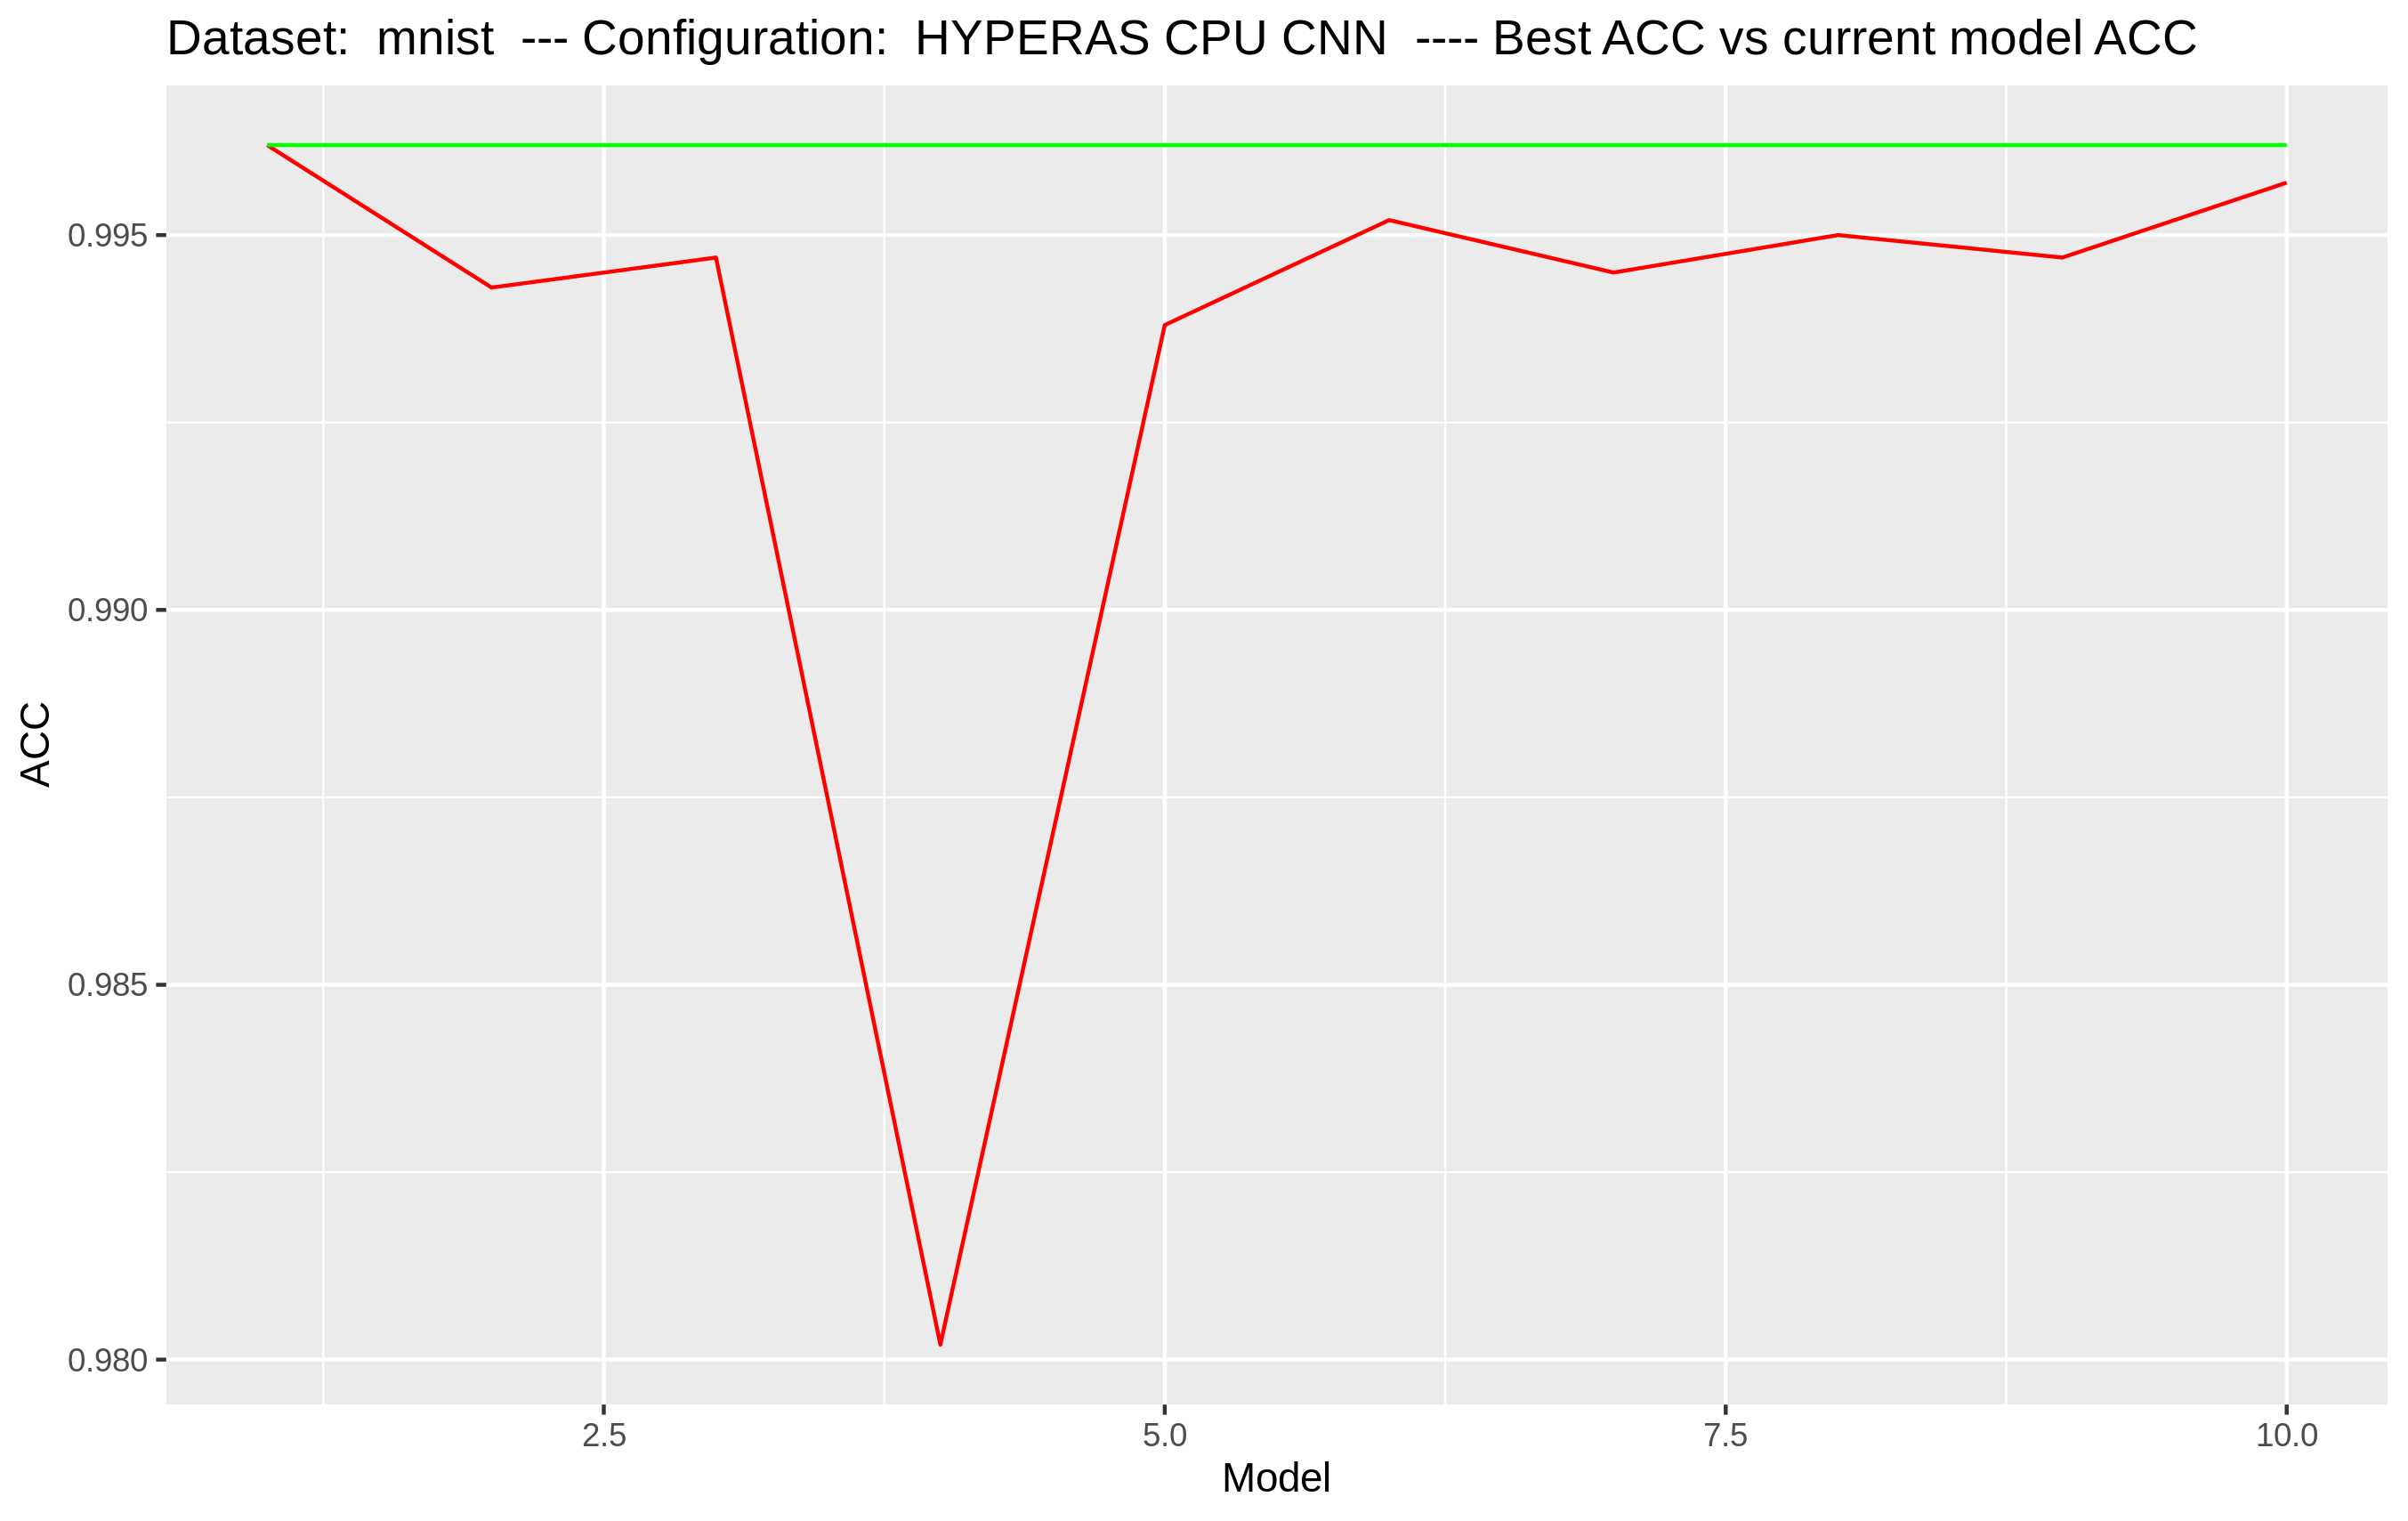 Dataset:  mnist  --- Configuration:  HYPERAS CPU CNN  ---- Best ACC vs current model ACC
0.995
0.990
ACC
0.985
0.980
2.5 5.0 7.5 10.0
Model